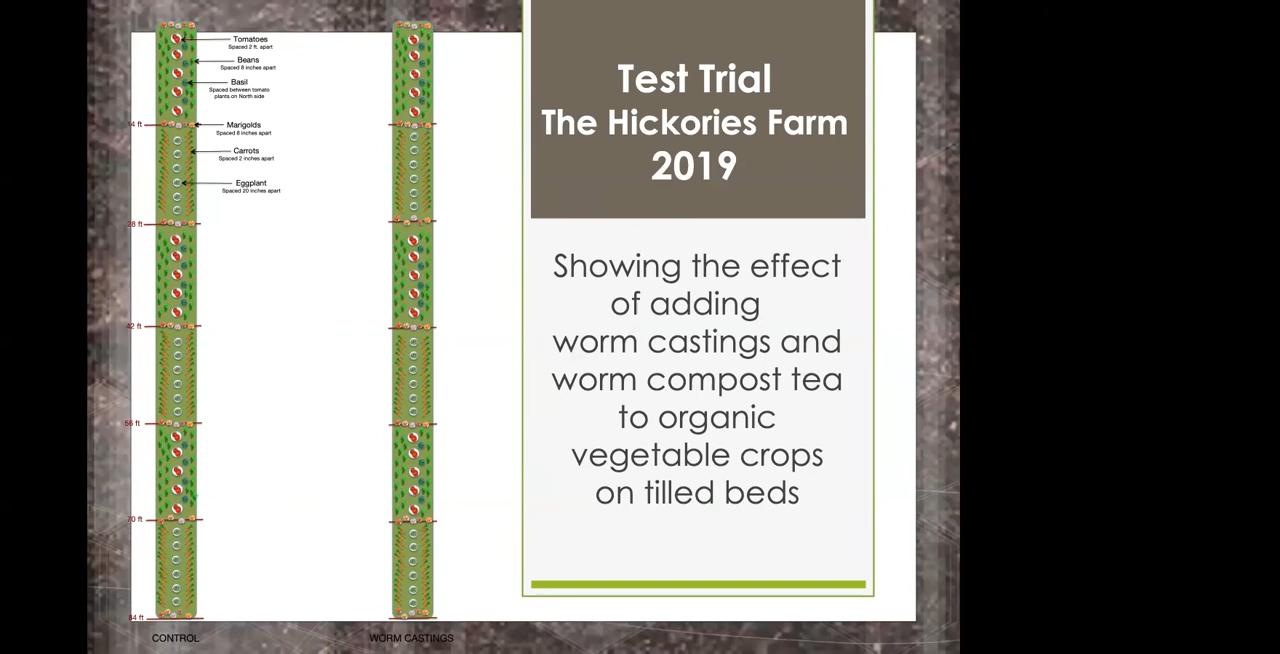 Tomatoes
Spaced 2 ft. apart
Beans
Spaced 8 inches apart
Basil
Spaced between tomato
plants on North side
14 ft
Marigolds
Spaced 8 inches apart
Carrots
Spaced 2 inches apart
Eggplant
Spaced 20 inches apart
28 ft
42 ft
56 ft
70 ft
84 ft
CONTROL
WORM CASTINGS
Test Trial
The Hickories Farm
2019
Showing the effect
of adding
worm castings and
worm compost tea
to organic
vegetable crops
on tilled beds